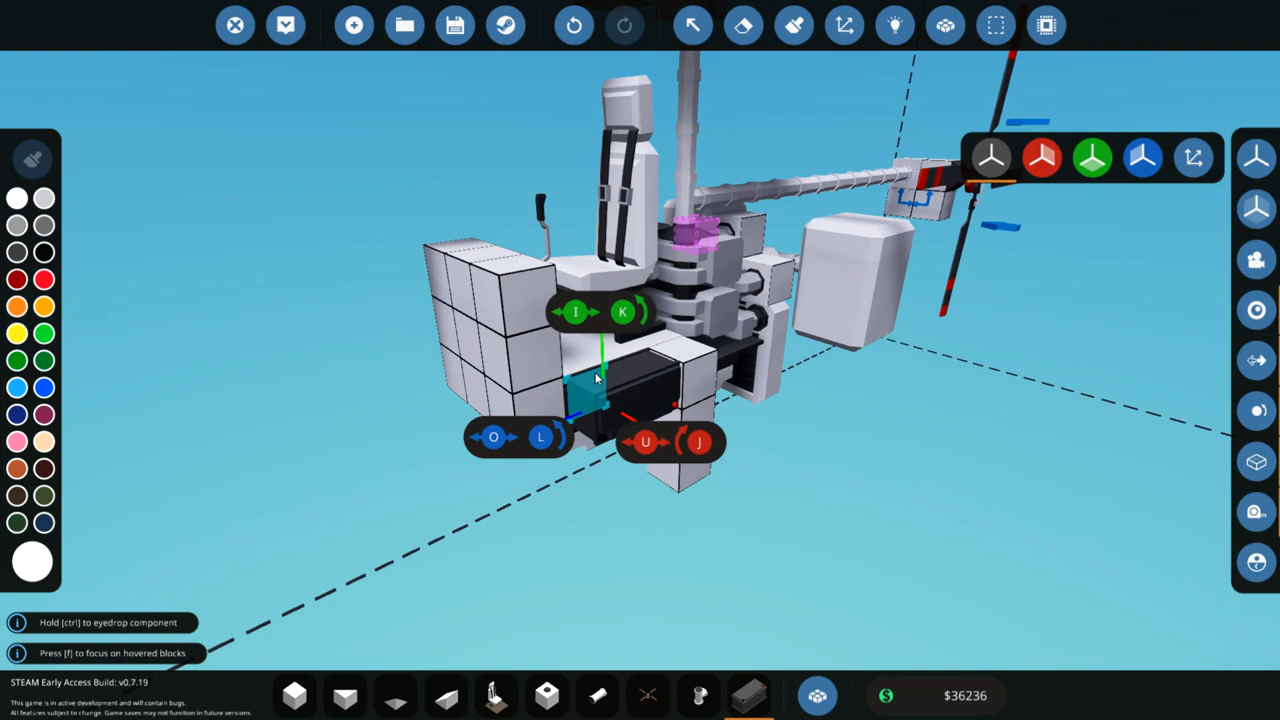 I K
O L
U J
Hold [ctrl] to eyedrop component
Press [f] to focus on hovered blocks
STEAM Early Access Build: v0.7.19
This game is in active development and will contain bugs.
All features subject to change. Game saves may not function in future versions.
$ $36236